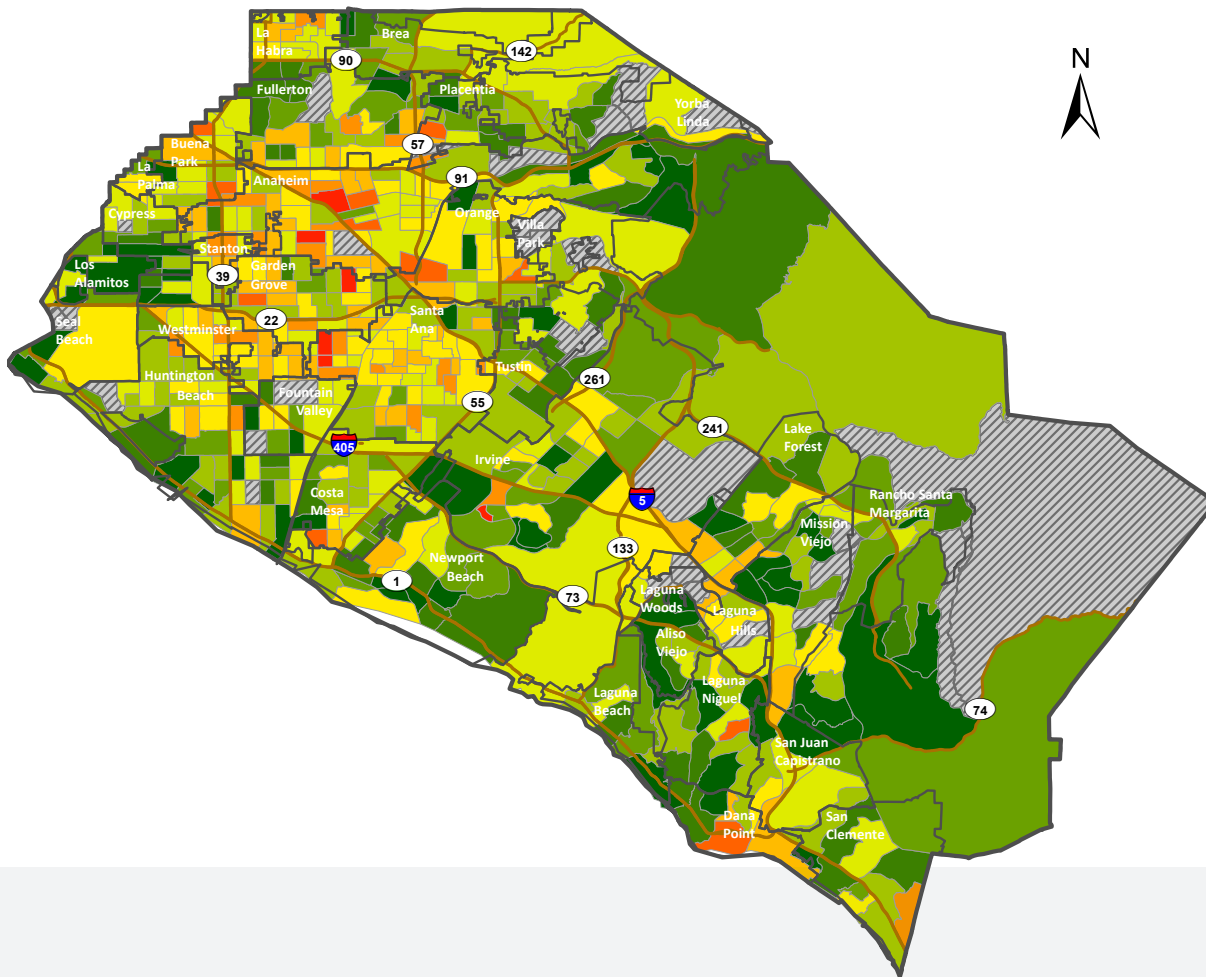 La
Habra
Brea
142
N
90
Fullerton
Placentia
Yorba
Linda
Buena
Park
57
La
Palma
Anaheim
91
Cypress
Orange
Villa
Park
Stanton
Los
Alamitos
39
Garden
Grove
Seal
Beach
Westminster
22
Santa
Ana
Huntington
Beach
Fountain
Valley
Tustin
261
55
405
Irvine
241
Lake
Forest
Costa
Mesa
5
Rancho Santa
Margarita
Mission
Viejo
133
Newport
Beach
1
73
Laguna
Woods
Laguna
Hills
Aliso
Viejo
Laguna
Niguel
Laguna
Beach
74
San Juan
Capistrano
Dana
Point
San
Clemente